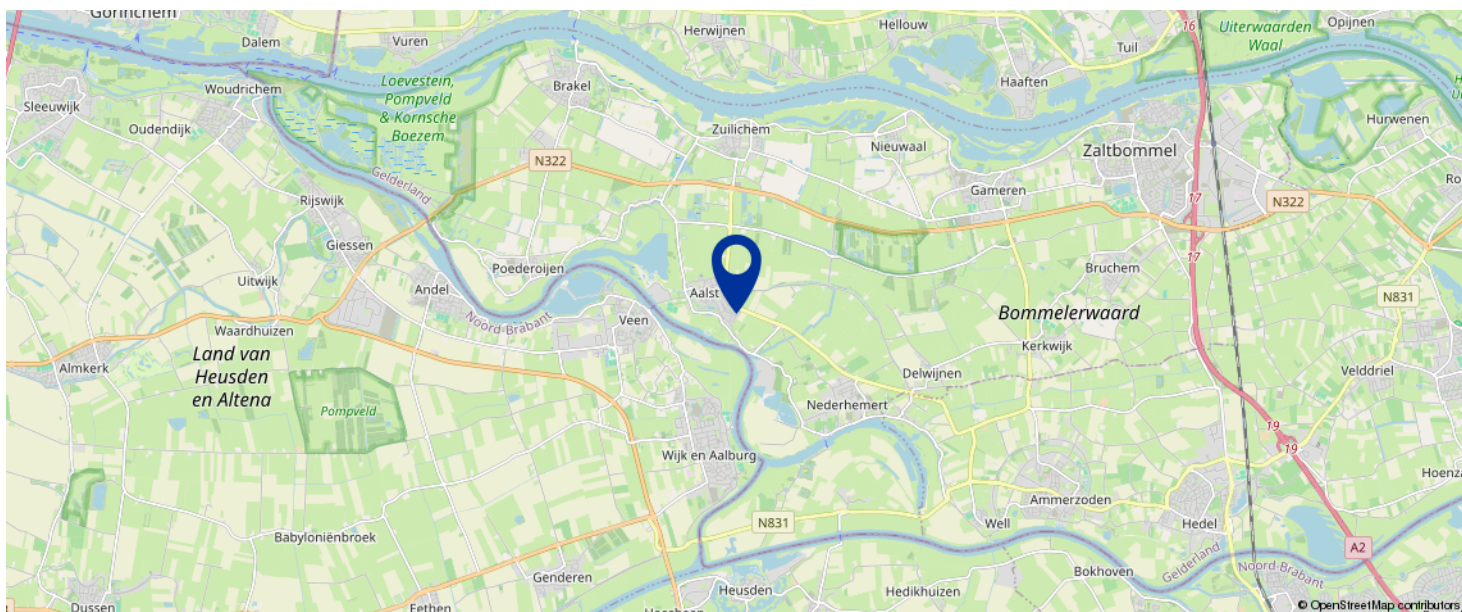 Gorinchem
Dalem
Vuren
Herwijnen
Hellouw
Tuil
16
Uiterwaarden
Waal
Opijnen
Haaften
Sleeuwijk
Woudrichem
Loevestein,
Pompveld
& Kornsche
Boezem
Brakel
Oudendijk
Zuilichem
Nieuwaal
Zaltbommel
Hurwenen
N322
Gelderland
Gameren
17
N322
Rijswijk
Giessen
Poederoijen
17
Bruchem
Uitwijk
Andel
Aalst
N831
Noord-Brabant
Veen
Bommelerwaard
Waardhuizen
Kerkwijk
Land van
Heusden
en Altena
Almkerk
Delwijnen
Velddriel
Pompveld
Nederhemert
19
19
Wijk en Aalburg
Ammerzoden
N831
Well
Hedel
Babyloniënbroek
A2
Genderen
Bokhoven
Gelderland
Noord-Brabant
Heusden
Hedikhuizen
Dussen
Eethen
© OpenStreetMap contributors